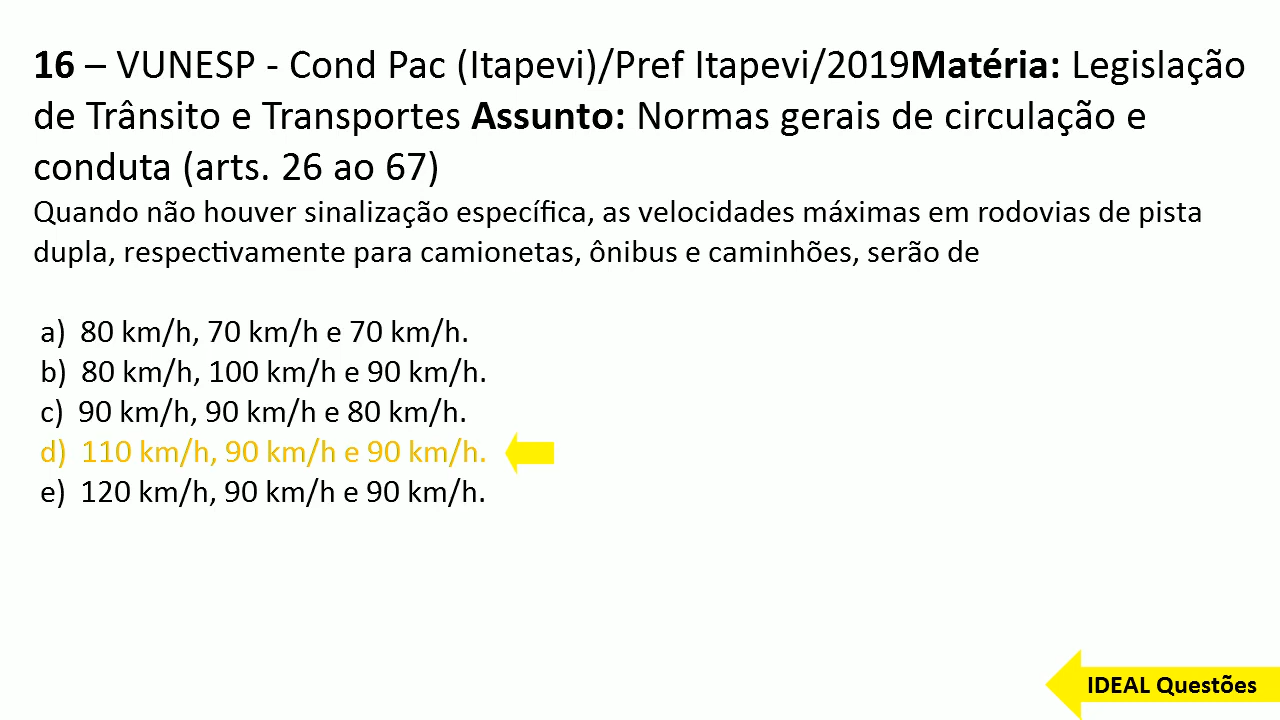 16 – VUNESP - Cond Pac (Itapevi)/Pref Itapevi/2019Matéria: Legislação
de Trânsito e Transportes Assunto: Normas gerais de circulação e
conduta (arts. 26 ao 67)
Quando não houver sinalização específica, as velocidades máximas em rodovias de pista
dupla, respectivamente para camionetas, ônibus e caminhões, serão de
a) 80 km/h, 70 km/h e 70 km/h.
b) 80 km/h, 100 km/h e 90 km/h.
c) 90 km/h, 90 km/h e 80 km/h.
d) 110 km/h, 90 km/h e 90 km/h.
e) 120 km/h, 90 km/h e 90 km/h.
IDEAL Questões